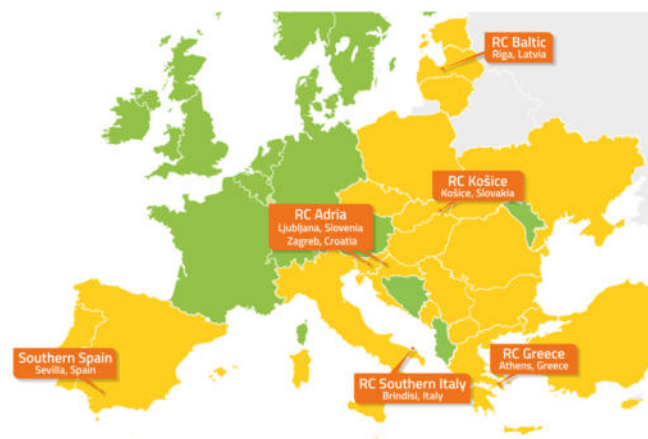 RC Baltic
Riga, Latvia
RC Košice
Košice, Slovakia
RC Adria
Ljubljana, Slovenia
Zagreb, Croatia
Southern Spain
Sevilla, Spain
RC Greece
Athens, Greece
RC Southern Italy
Brindisi, Italy